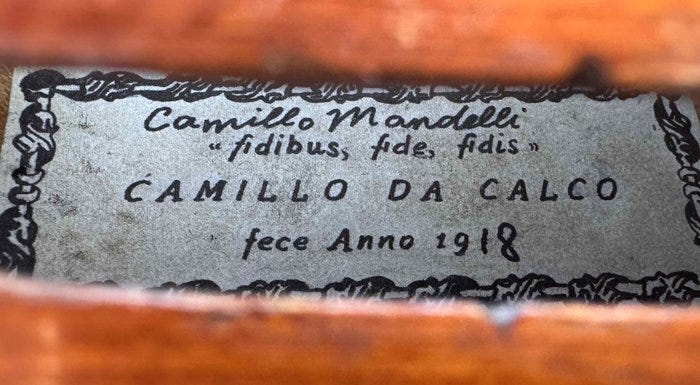 Camillo Mandelli
"fidibus, fide, fidis"
CAMILLO DA CALCO
fece Anno 1918